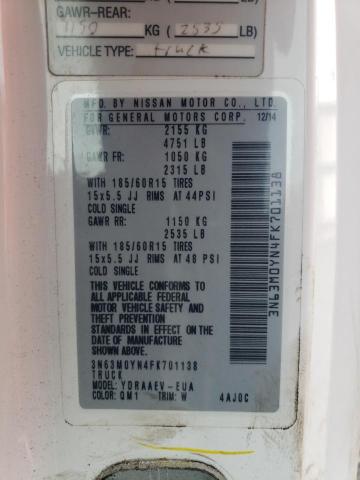 GAWR-REAR:
1150 KG ( 2535 LB)
VEHICLE TYPE: truck
MFD. BY NISSAN MOTOR CO., LTD.
FOR GENERAL MOTORS CORP. 12/14
GVWR: 2155 KG
4751 LB
GAWR FR: 1050 KG
2315 LB
WITH 185/60R15 TIRES
15x5.5 JJ RIMS AT 44PSI
COLD SINGLE
GAWR RR: 1150 KG
2535 LB
WITH 185/60R15 TIRES
15x5.5 JJ RIMS AT 48 PSI
COLD SINGLE
THIS VEHICLE CONFORMS TO
ALL APPLICABLE FEDERAL
MOTOR VEHICLE SAFETY
AND THEFT PREVENTION
STANDARDS IN EFFECT ON THE
DATE OF MANUFACTURE
SHOWN ABOVE.
3N63M0YN4FK701138
TRUCK
MODEL: YDRAAEV-EUA
COLOR: QM1 TRIM: W 4AJ0C
3N63M0YN4FK701138